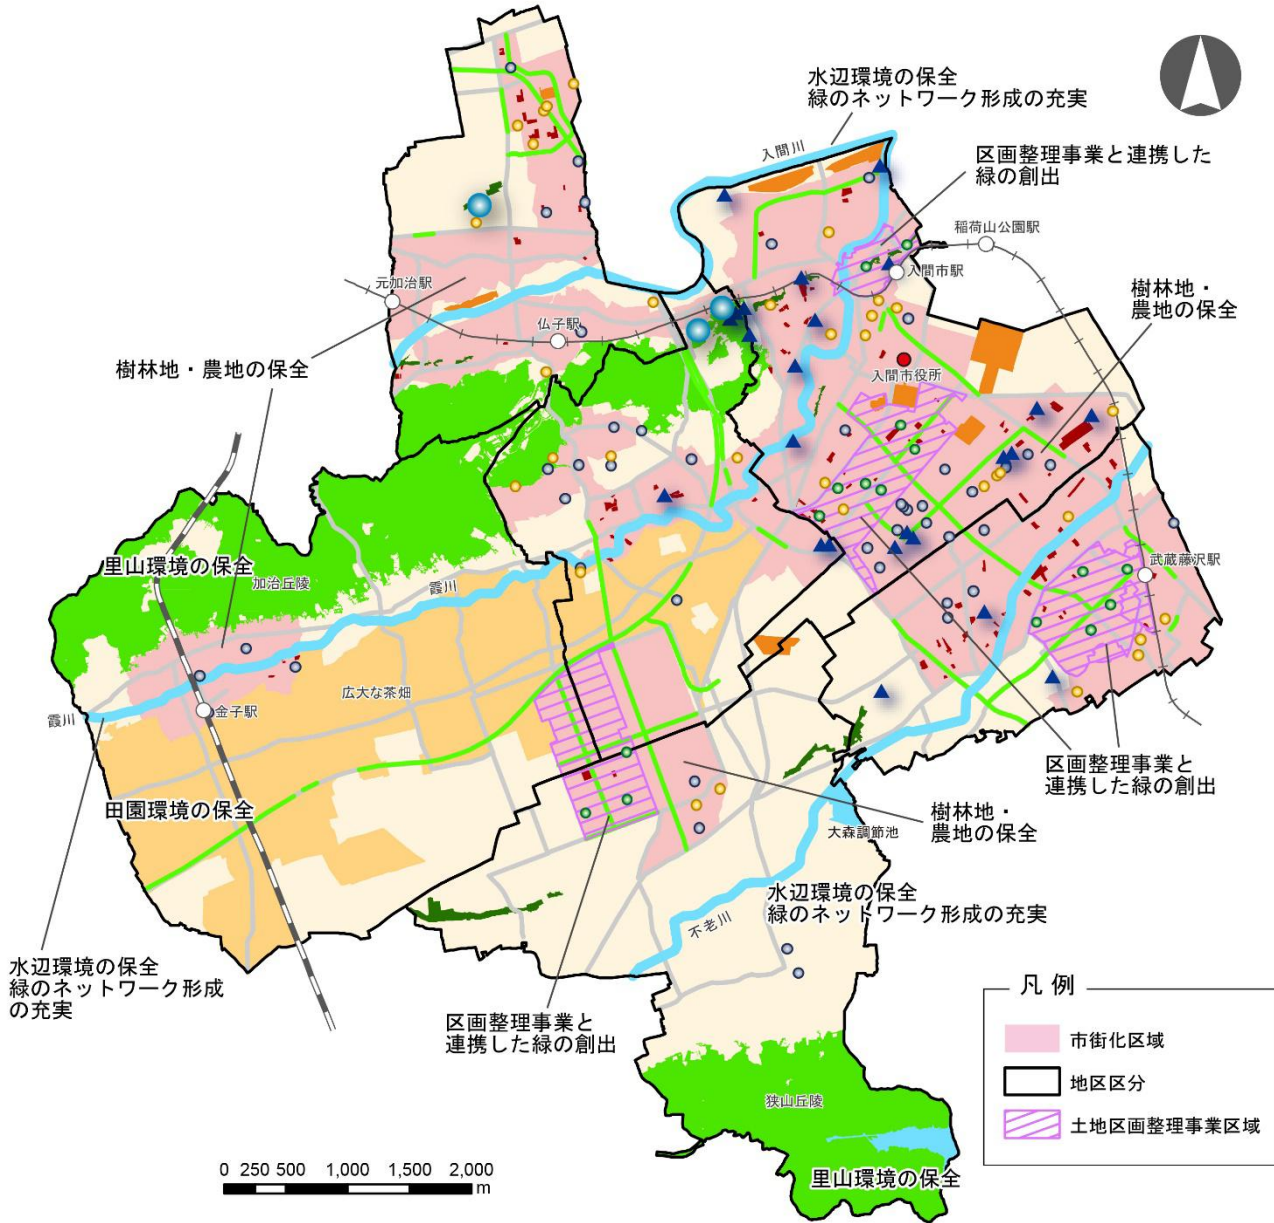 水辺環境の保全
緑のネットワーク形成の充実
入間川
区画整理事業と連携した
緑の創出
稲荷山公園駅
入間市駅
元加治駅
仏子駅
樹林地・
農地の保全
樹林地・農地の保全
入間市役所
武蔵藤沢駅
里山環境の保全
加治丘陵
霞川
広大な茶畑
霞川
金子駅
区画整理事業と
連携した緑の創出
田園環境の保全
樹林地・
農地の保全
大森調節池
水辺環境の保全
緑のネットワーク形成の充実
不老川
水辺環境の保全
緑のネットワーク形成
の充実
区画整理事業と
連携した緑の創出
凡例
市街化区域
地区区分
土地区画整理事業区域
狭山丘陵
里山環境の保全
0 250 500 1,000 1,500 2,000
m